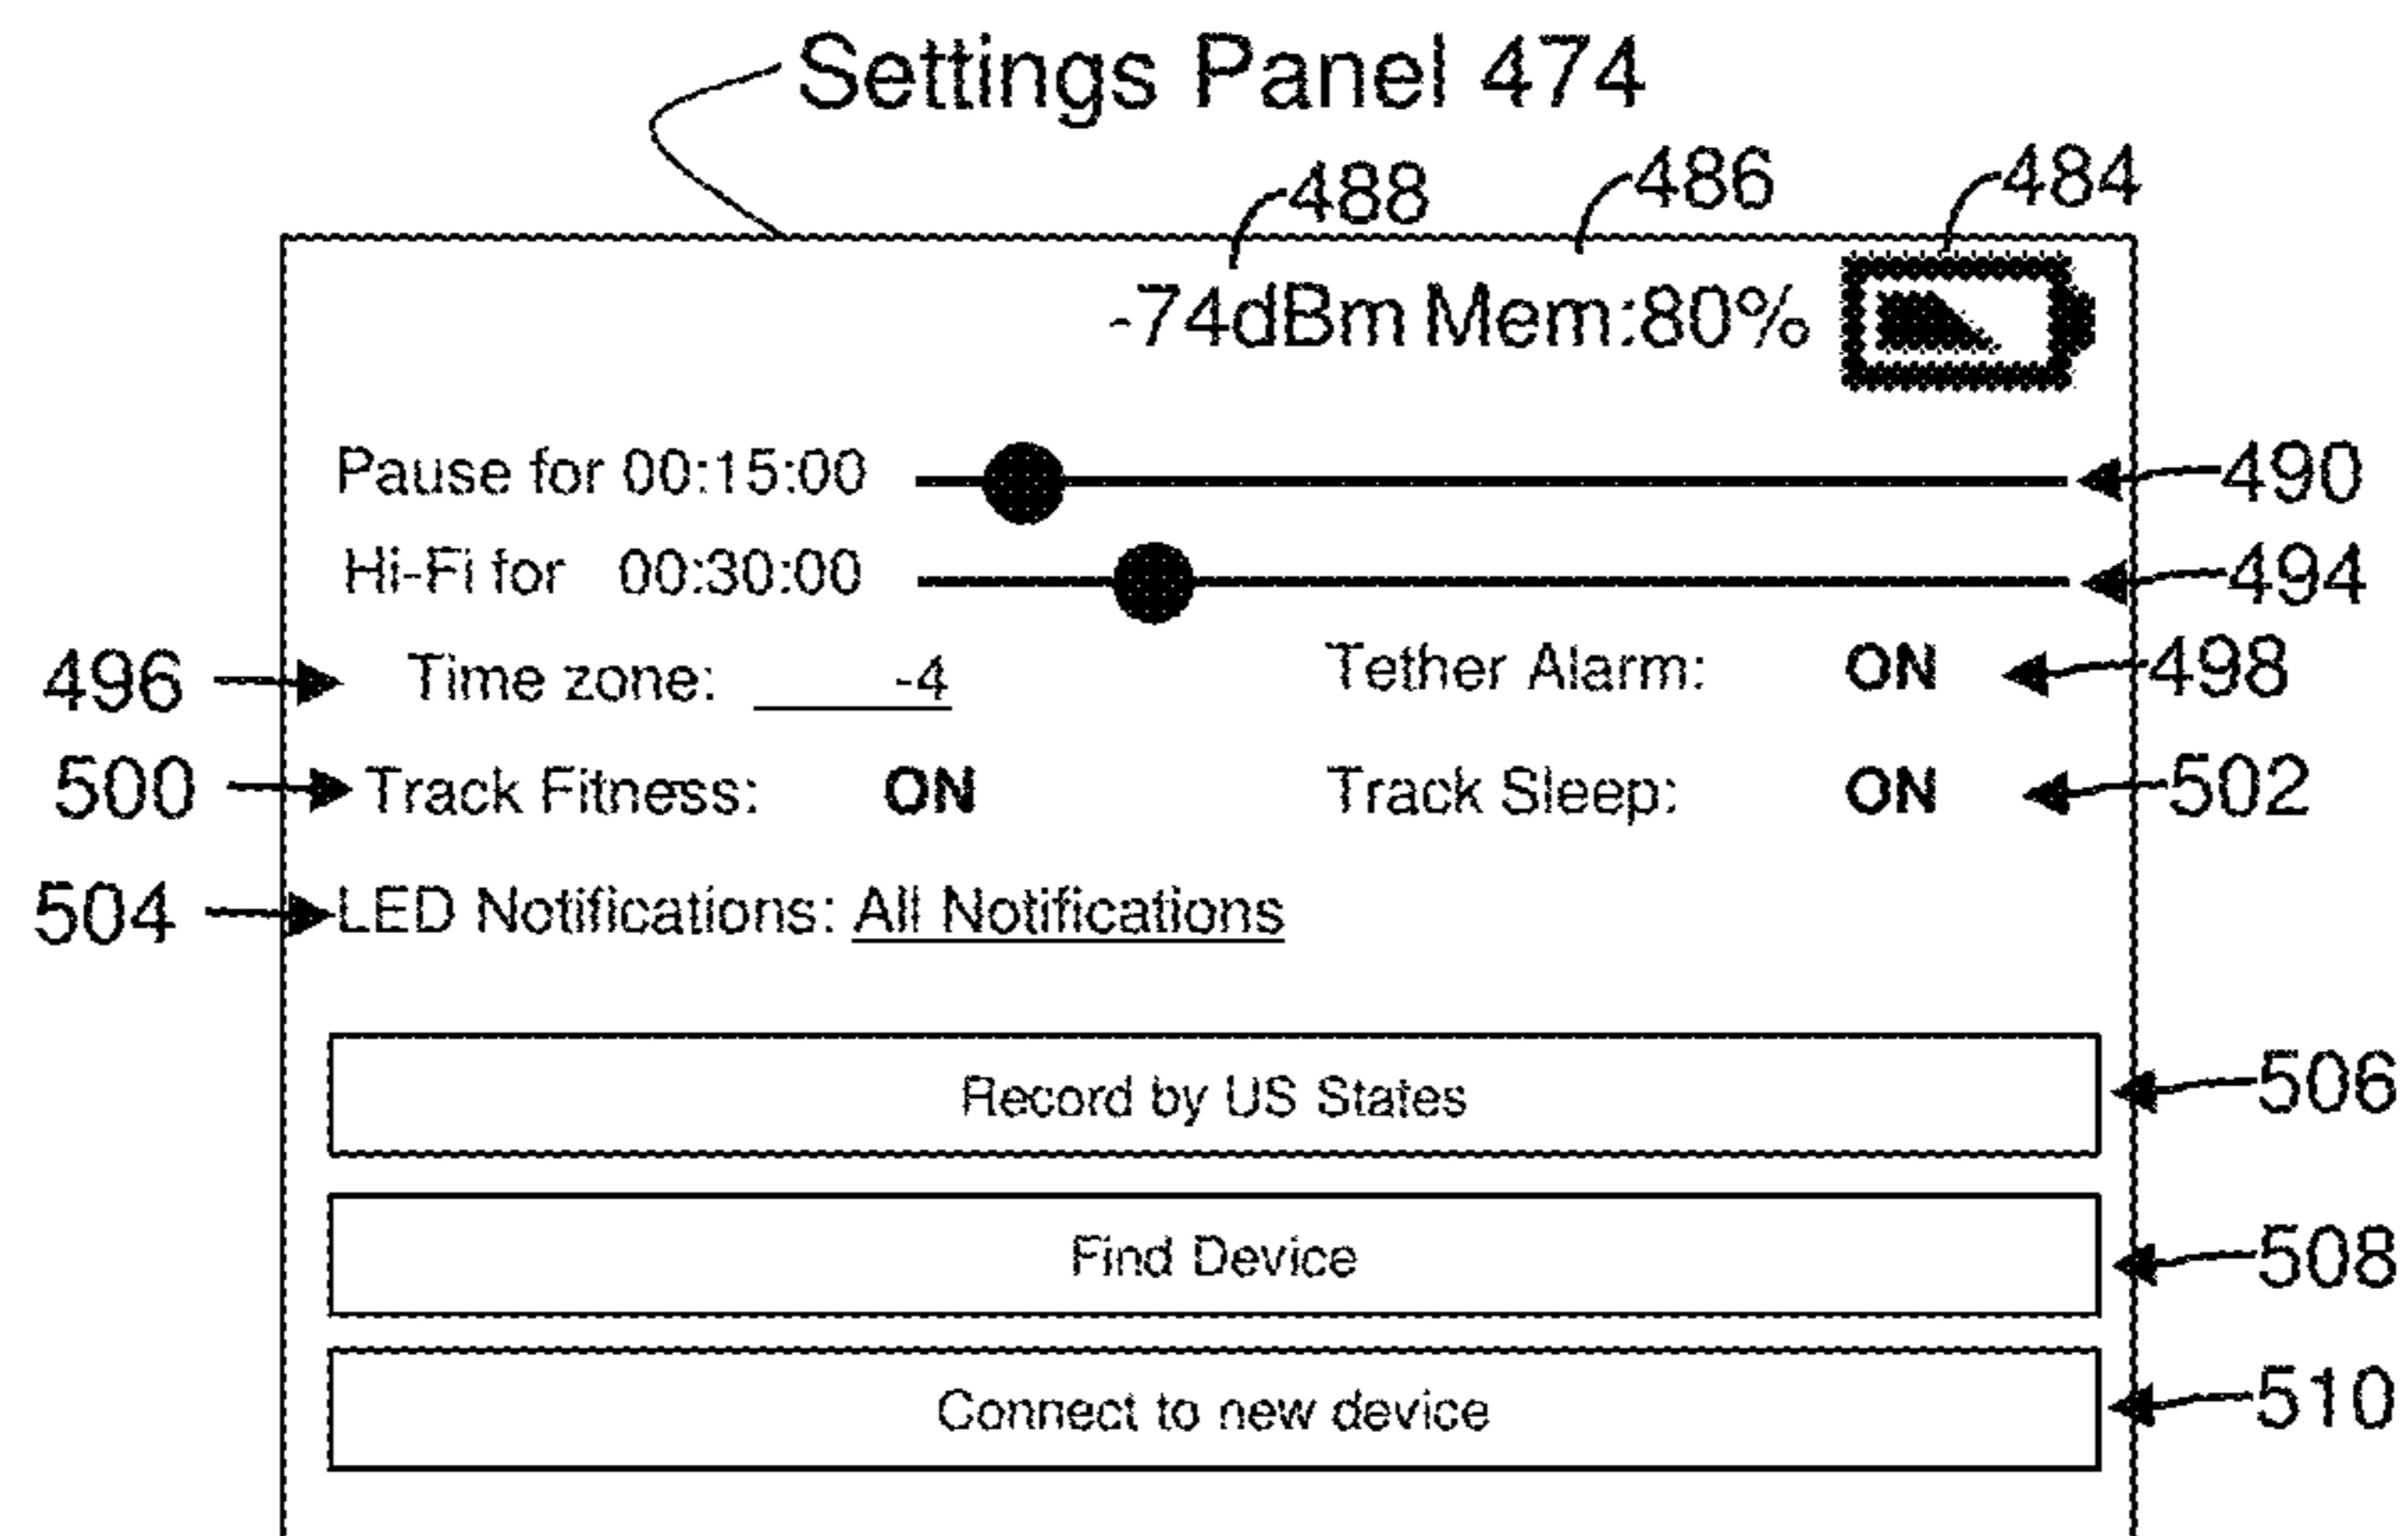 Settings Panel 474
488 486 484
-74dBm Mem:80%
Pause for 00:15:00 490
Hi-Fi for 00:30:00 494
496 Time zone: -4 Tether Alarm: ON 498
500 Track Fitness: ON Track Sleep: ON 502
504 LED Notifications: All Notifications
Record by US States 506
Find Device 508
Connect to new device 510